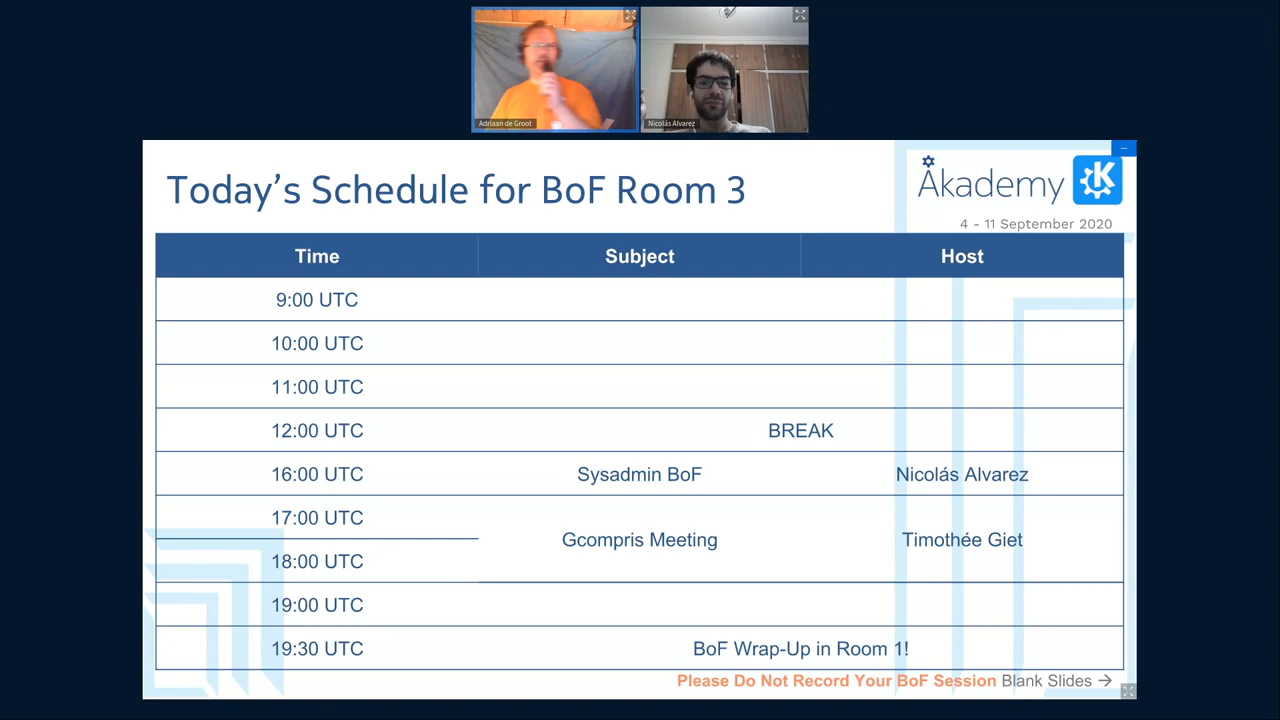 Adriaan de Groot
Nicolás Alvarez
Today's Schedule for BoF Room 3
Akademy
4 - 11 September 2020
Time Subject Host
9:00 UTC
10:00 UTC
11:00 UTC
12:00 UTC BREAK
16:00 UTC Sysadmin BoF Nicolás Alvarez
17:00 UTC
Gcompris Meeting Timothée Giet
18:00 UTC
19:00 UTC
19:30 UTC BoF Wrap-Up in Room 1!
Please Do Not Record Your BoF Session Blank Slides →